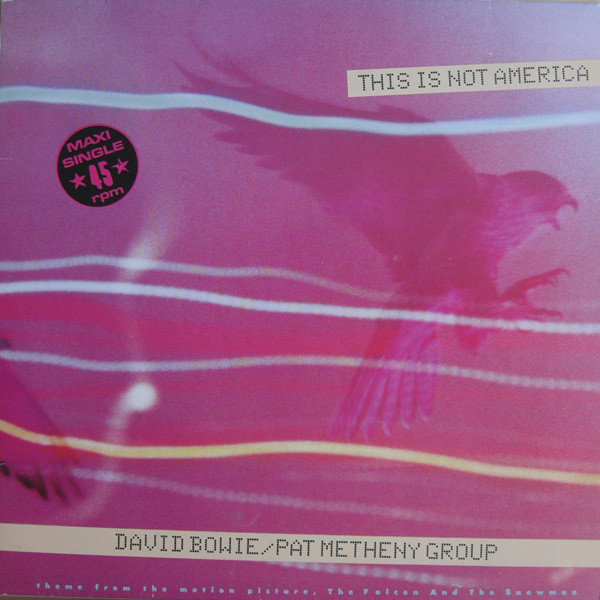 THIS IS NOT AMERICA
MAXI
SINGLE
45
rpm
DAVID BOWIE/PAT METHENY GROUP
theme from the motion picture, The Falcon And The Snowman